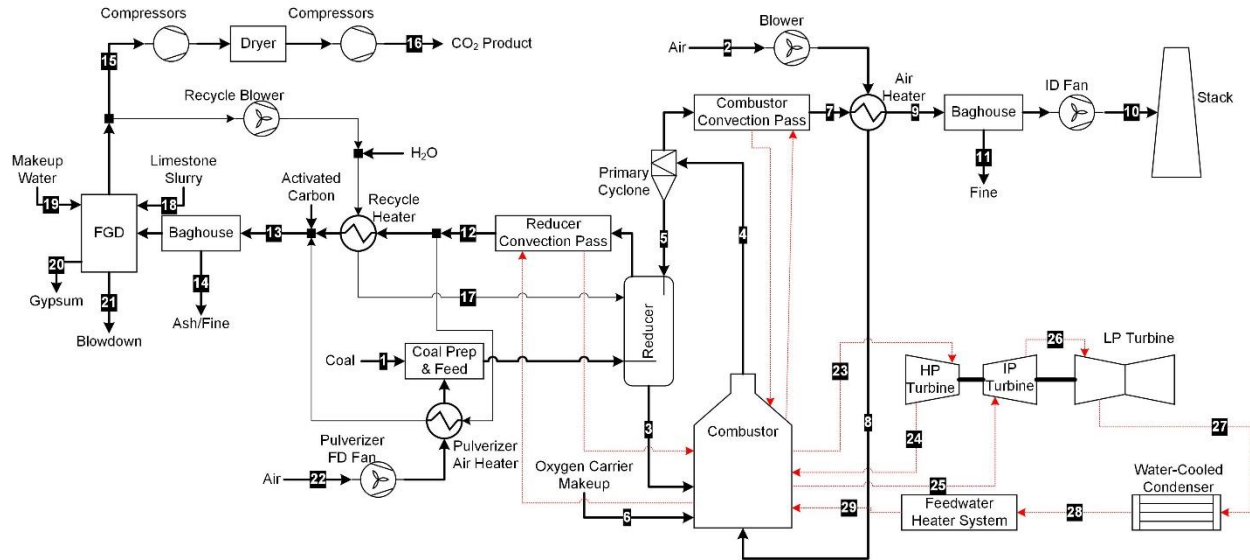 Compressors
Compressors
Dryer
16
CO₂ Product
15
Recycle Blower
H₂O
Makeup
Water
19
Limestone
Slurry
18
Activated
Carbon
Recycle
Heater
FGD
Baghouse
13
12
Reducer
Convection Pass
20
Gypsum
21
Blowdown
14
Ash/Fine
17
Coal
1
Coal Prep
& Feed
Reducer
Pulverizer
FD Fan
Air
22
Pulverizer
Air Heater
Blower
Air
2
Air
Heater
Combustor
Convection Pass
7
9
Baghouse
ID Fan
10
Stack
11
Fine
Primary
Cyclone
5
4
3
8
Combustor
Oxygen Carrier
Makeup
6
23
HP
Turbine
IP
Turbine
26
LP Turbine
24
25
27
Water-Cooled
Condenser
28
Feedwater
Heater System
29